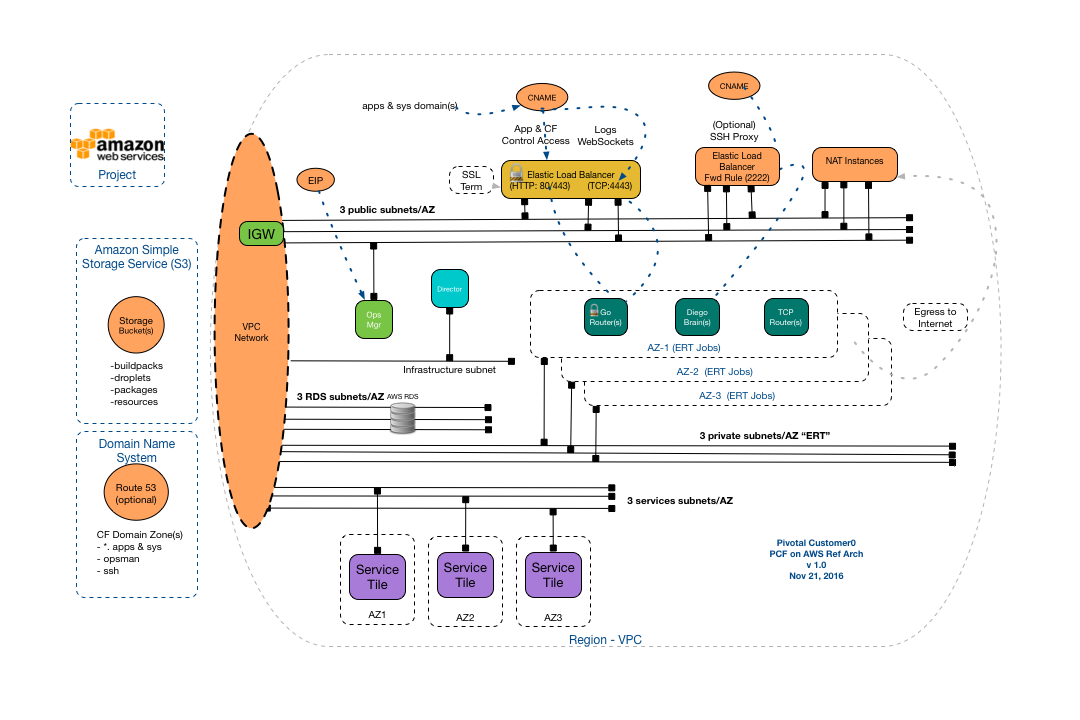 CNAME
CNAME
apps & sys domain(s)
App & CF
Control Access
Logs
WebSockets
(Optional)
SSH Proxy
amazon
web services
Project
EIP
SSL
Term
Elastic Load Balancer
(HTTP: 80/443) (TCP:4443)
Elastic Load
Balancer
Fwd Rule (2222)
NAT Instances
3 public subnets/AZ
IGW
Amazon Simple
Storage Service (S3)
Storage
Bucket(s)
-buildpacks
-droplets
-packages
-resources
VPC
Network
Ops
Mgr
Director
Go
Router(s)
Diego
Brain(s)
TCP
Router(s)
Egress to
Internet
AZ-1 (ERT Jobs)
AZ-2 (ERT Jobs)
AZ-3 (ERT Jobs)
Infrastructure subnet
3 RDS subnets/AZ
AWS RDS
3 private subnets/AZ “ERT”
Domain Name
System
Route 53
(optional)
CF Domain Zone(s)
- *. apps & sys
- opsman
- ssh
3 services subnets/AZ
Service
Tile
AZ1
Service
Tile
AZ2
Service
Tile
AZ3
Pivotal Customer0
PCF on AWS Ref Arch
v 1.0
Nov 21, 2016
Region - VPC